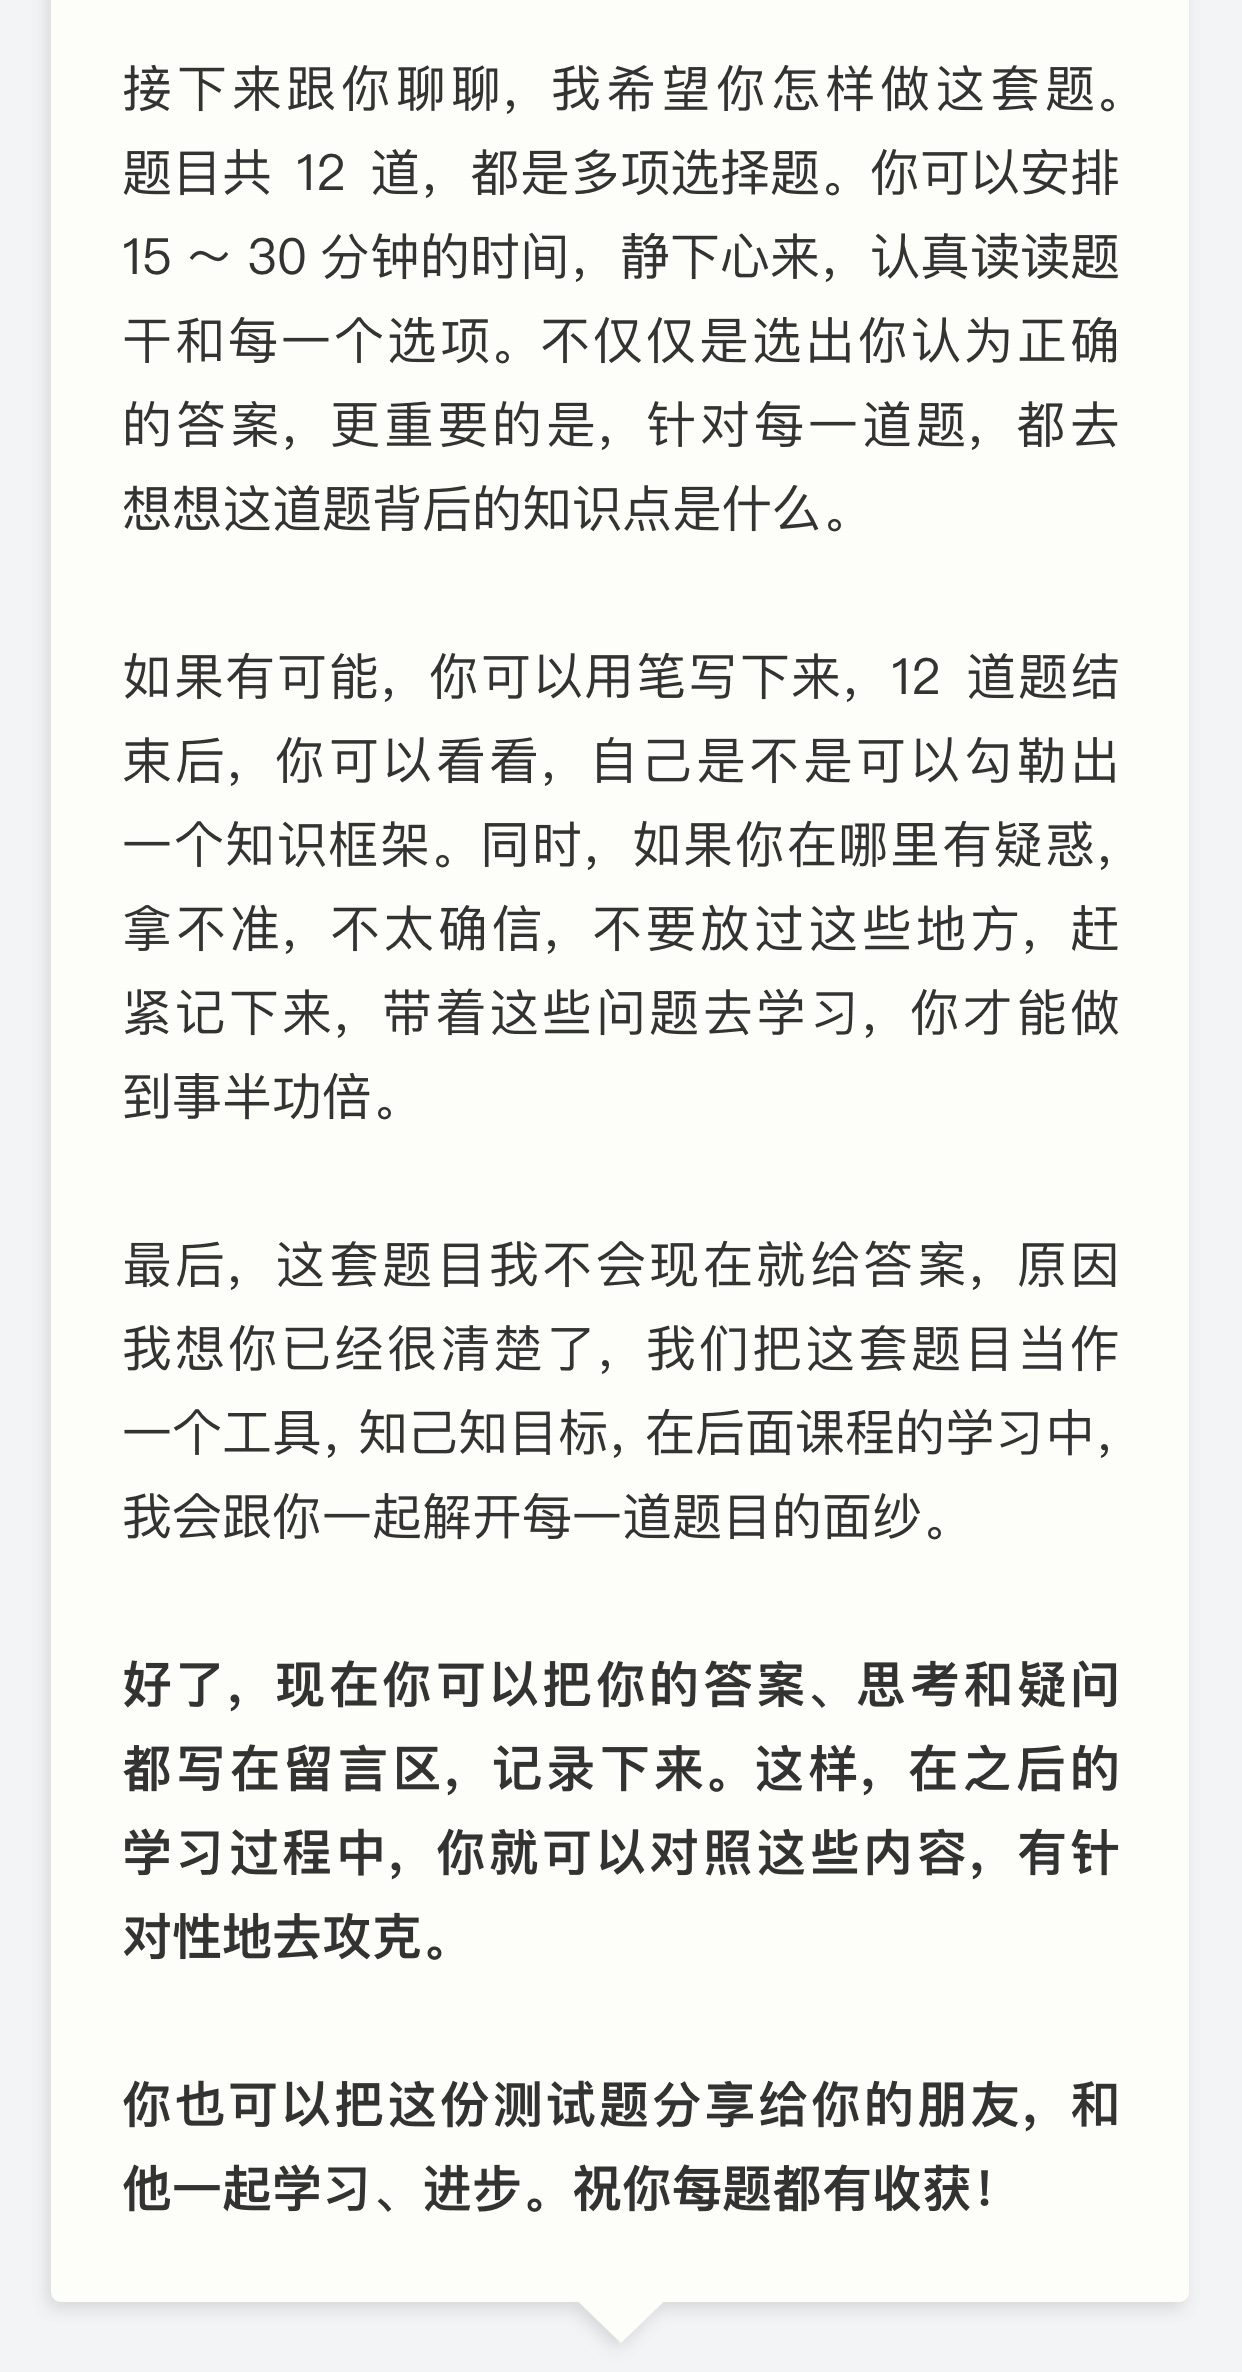 接下来跟你聊聊，我希望你怎样做这套题。
题目共 12 道，都是多项选择题。你可以安排
15 ～ 30 分钟的时间，静下心来，认真读读题
干和每一个选项。不仅仅是选出你认为正确
的答案，更重要的是，针对每一道题，都去
想想这道题背后的知识点是什么。
如果有可能，你可以用笔写下来，12 道题结
束后，你可以看看，自己是不是可以勾勒出
一个知识框架。同时，如果你在哪里有疑惑，
拿不准，不太确信，不要放过这些地方，赶
紧记下来，带着这些问题去学习，你才能做
到事半功倍。
最后，这套题目我不会现在就给答案，原因
我想你已经很清楚了，我们把这套题目当作
一个工具，知己知目标，在后面课程的学习中，
我会跟你一起解开每一道题目的面纱。
好了，现在你可以把你的答案、思考和疑问
都写在留言区，记录下来。这样，在之后的
学习过程中，你就可以对照这些内容，有针
对性地去攻克。
你也可以把这份测试题分享给你的朋友，和
他一起学习、进步。祝你每题都有收获！